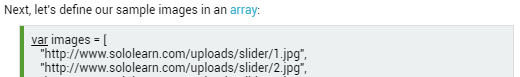 Next, let's define our sample images in an array:
var images = [
"http://www.sololearn.com/uploads/slider/1.jpg",
"http://www.sololearn.com/uploads/slider/2.jpg",